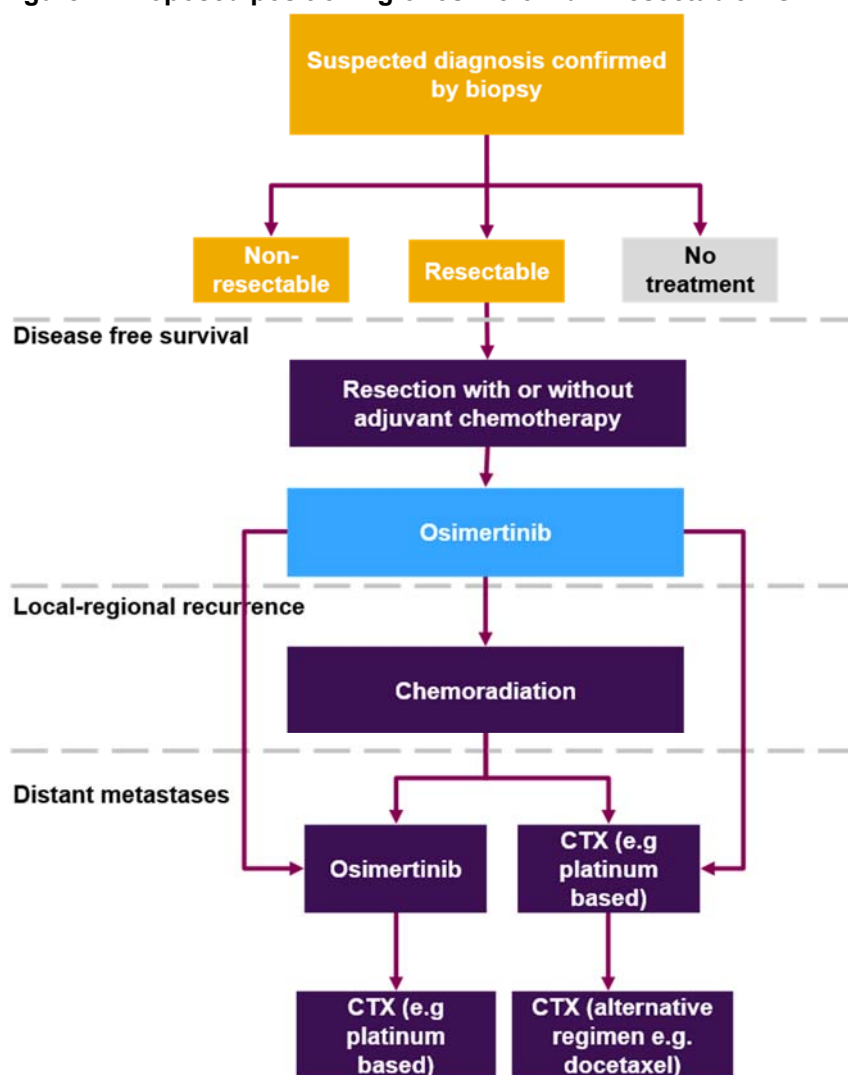 Suspected diagnosis confirmed
by biopsy
Non-
resectable
Resectable
No
treatment
Disease free survival
Resection with or without
adjuvant chemotherapy
Osimertinib
Local-regional recurrence
Chemoradiation
Distant metastases
Osimertinib
CTX (e.g
platinum
based)
CTX (e.g
platinum
based)
CTX (alternative
regimen e.g.
docetaxel)